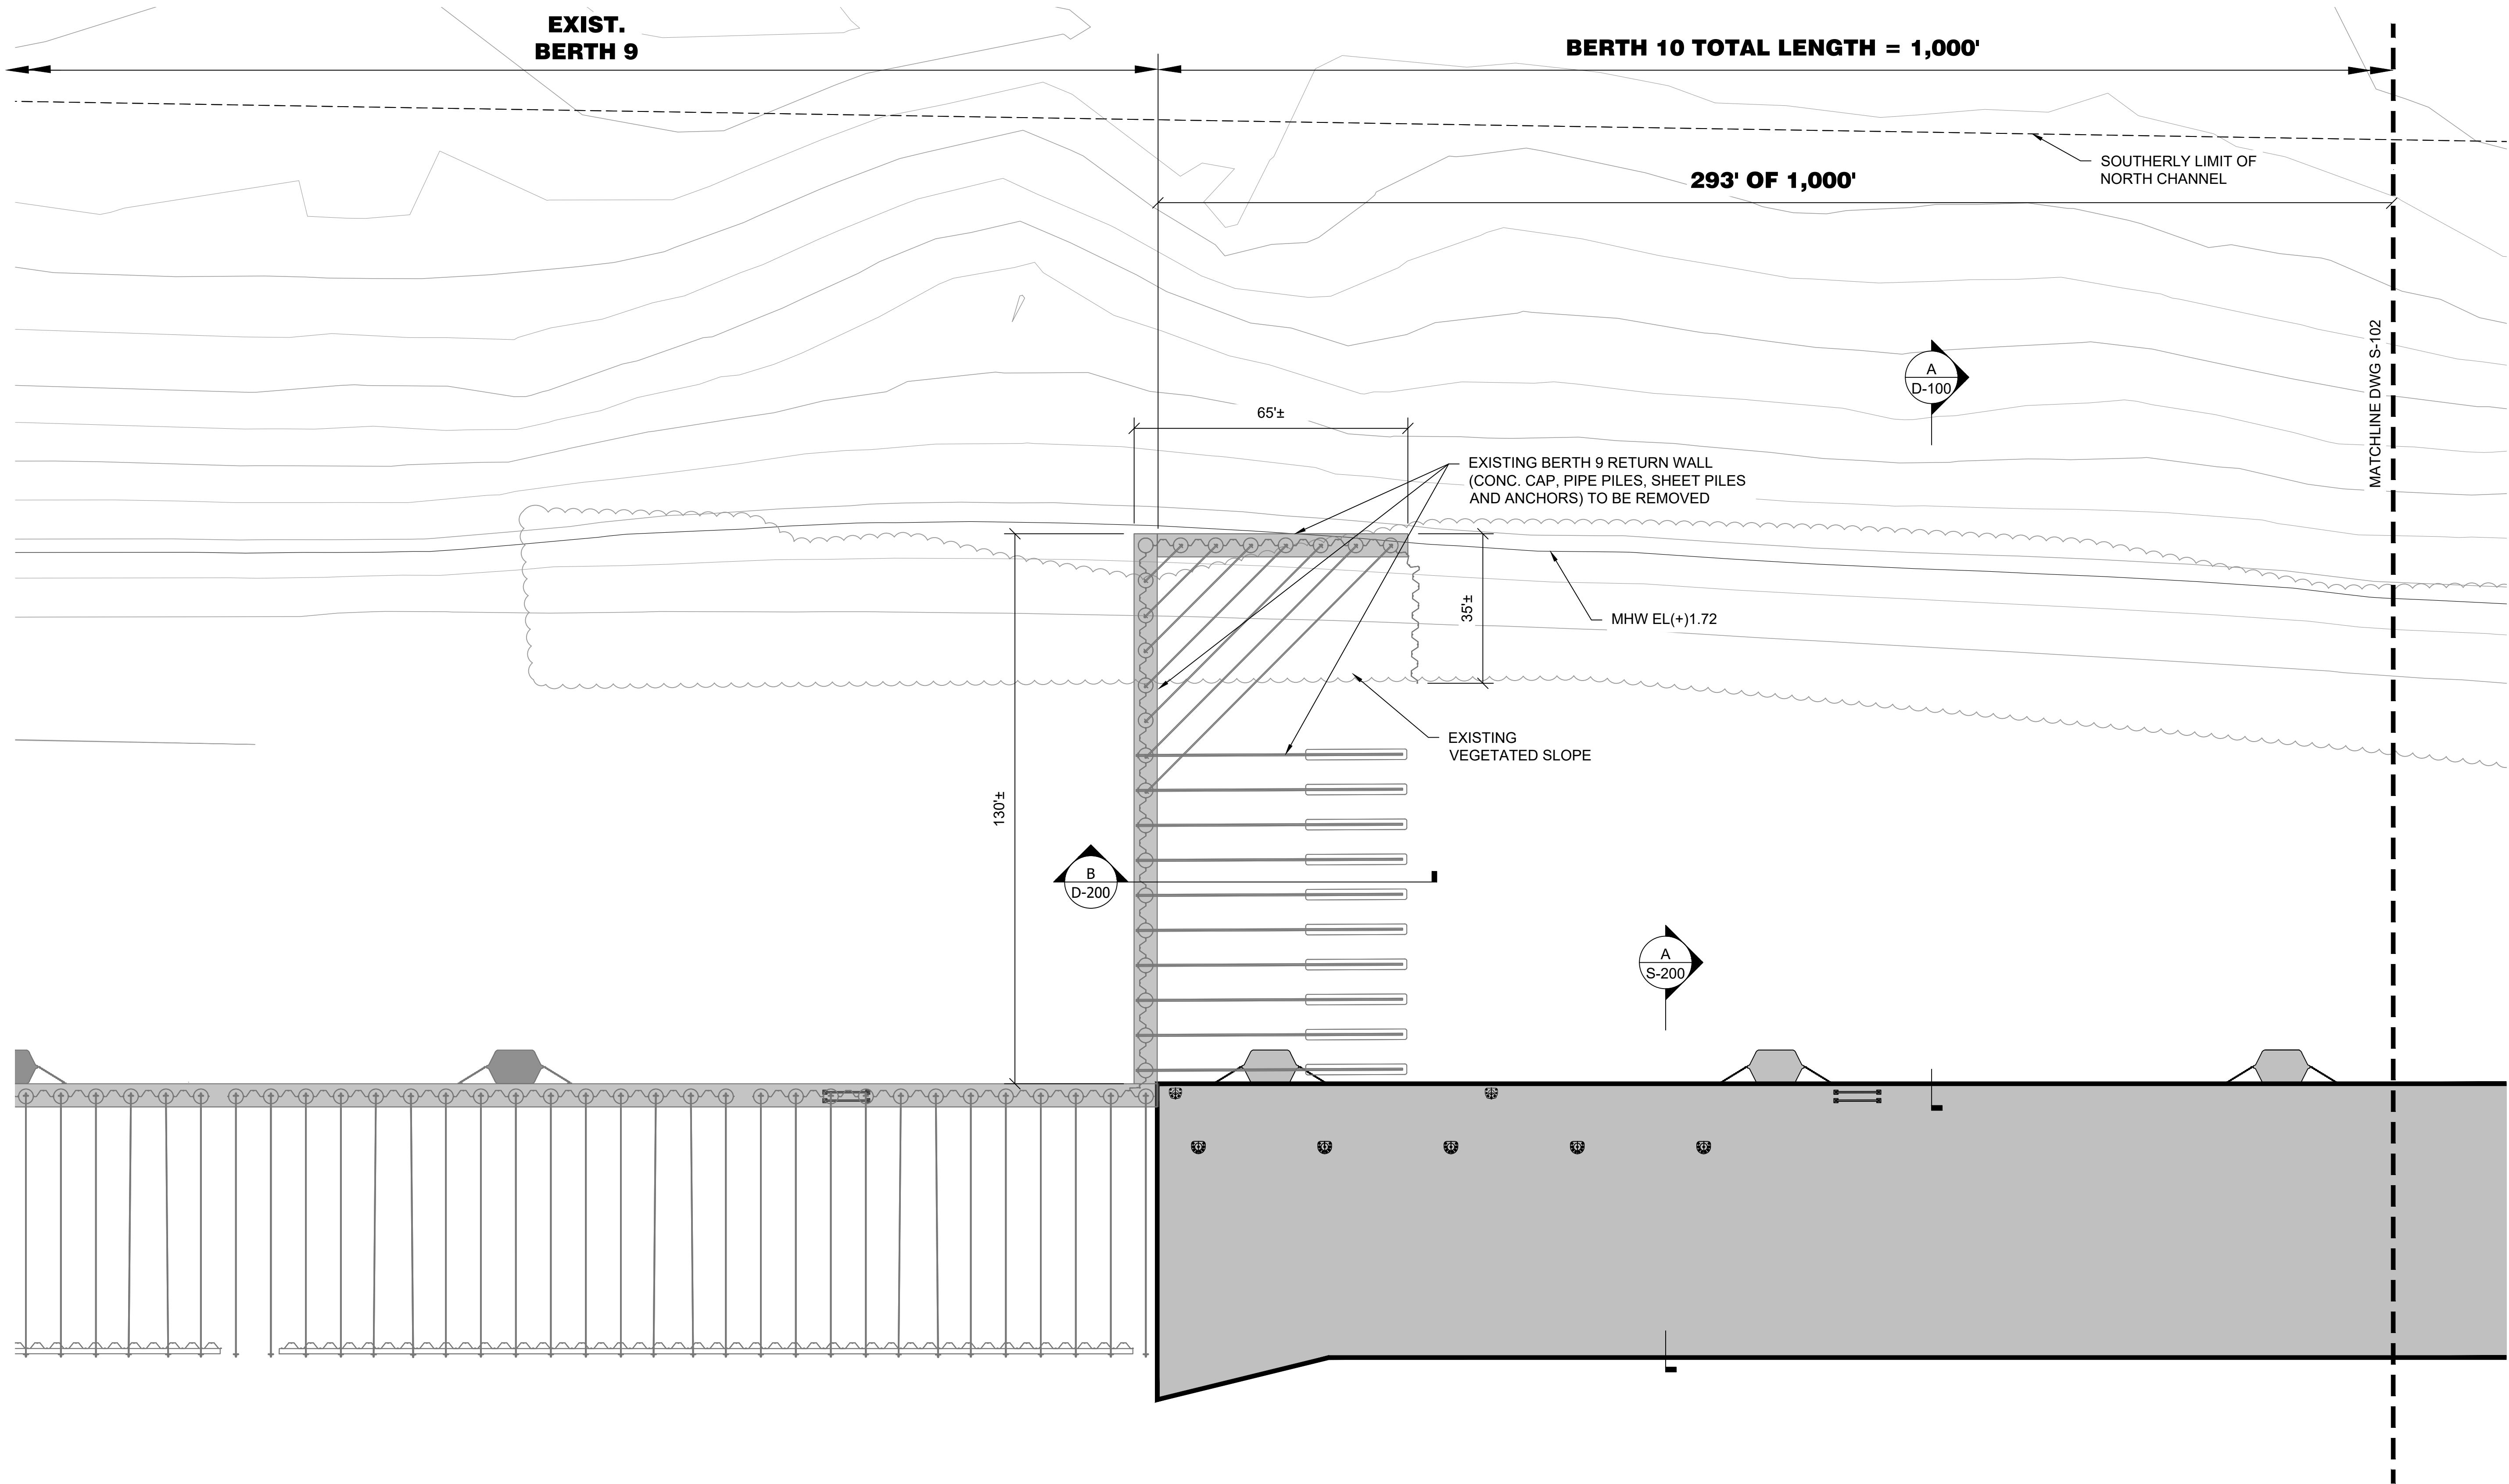 EXIST.
BERTH 9
BERTH 10 TOTAL LENGTH = 1,000'
SOUTHERLY LIMIT OF
NORTH CHANNEL
293' OF 1,000'
MATCHLINE DWG S-102
A
D-100
65'±
EXISTING BERTH 9 RETURN WALL
(CONC. CAP, PIPE PILES, SHEET PILES
AND ANCHORS) TO BE REMOVED
35'±
MHW EL(+)1.72
EXISTING
VEGETATED SLOPE
130'±
B
D-200
A
S-200